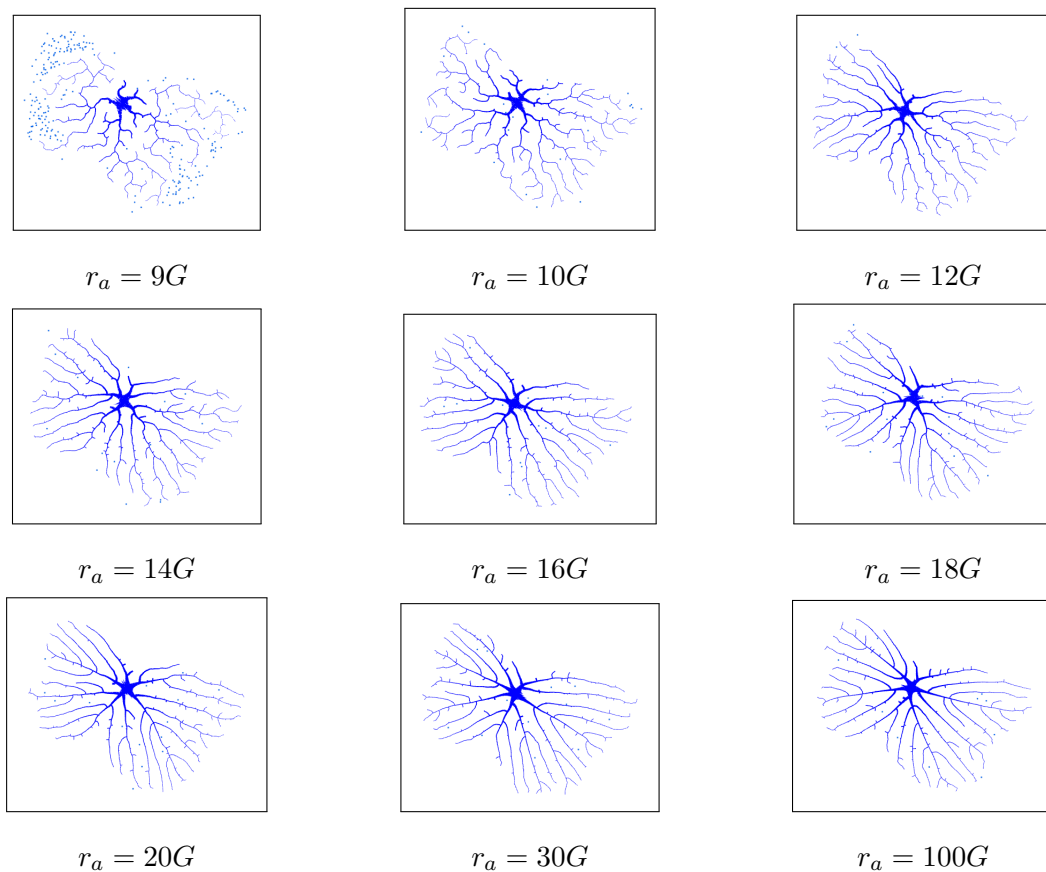 r_a = 9G
r_a = 10G
r_a = 12G
r_a = 14G
r_a = 16G
r_a = 18G
r_a = 20G
r_a = 30G
r_a = 100G